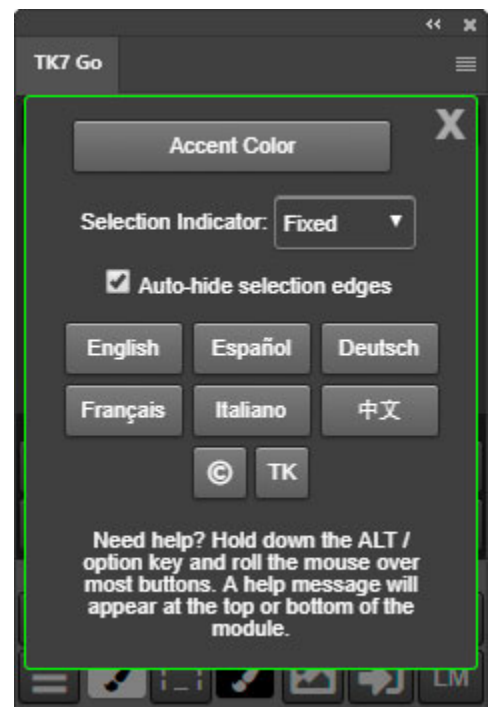 TK7 Go
X
Accent Color
Selection Indicator: Fixed
Auto-hide selection edges
English Español Deutsch
Français Italiano 中文
© TK
Need help? Hold down the ALT /
option key and roll the mouse over
most buttons. A help message will
appear at the top or bottom of the
module.
LM